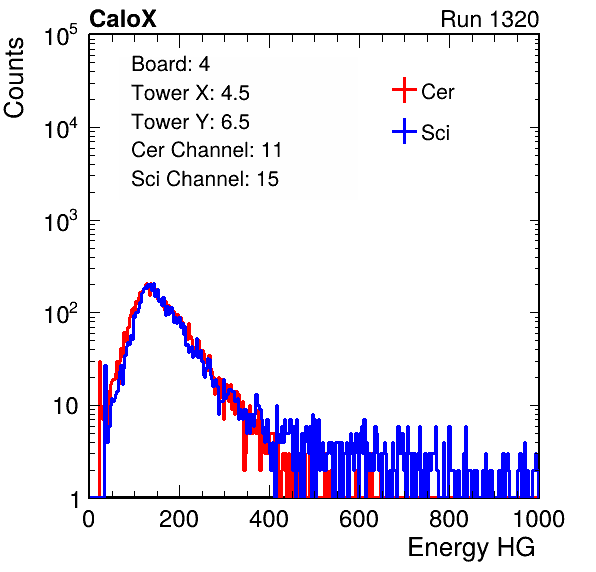 CaloX Run 1320
Counts
10^5
10^4
10^3
10^2
10
1
Board: 4
Tower X: 4.5
Tower Y: 6.5
Cer Channel: 11
Sci Channel: 15
Cer
Sci
0 200 400 600 800 1000
Energy HG